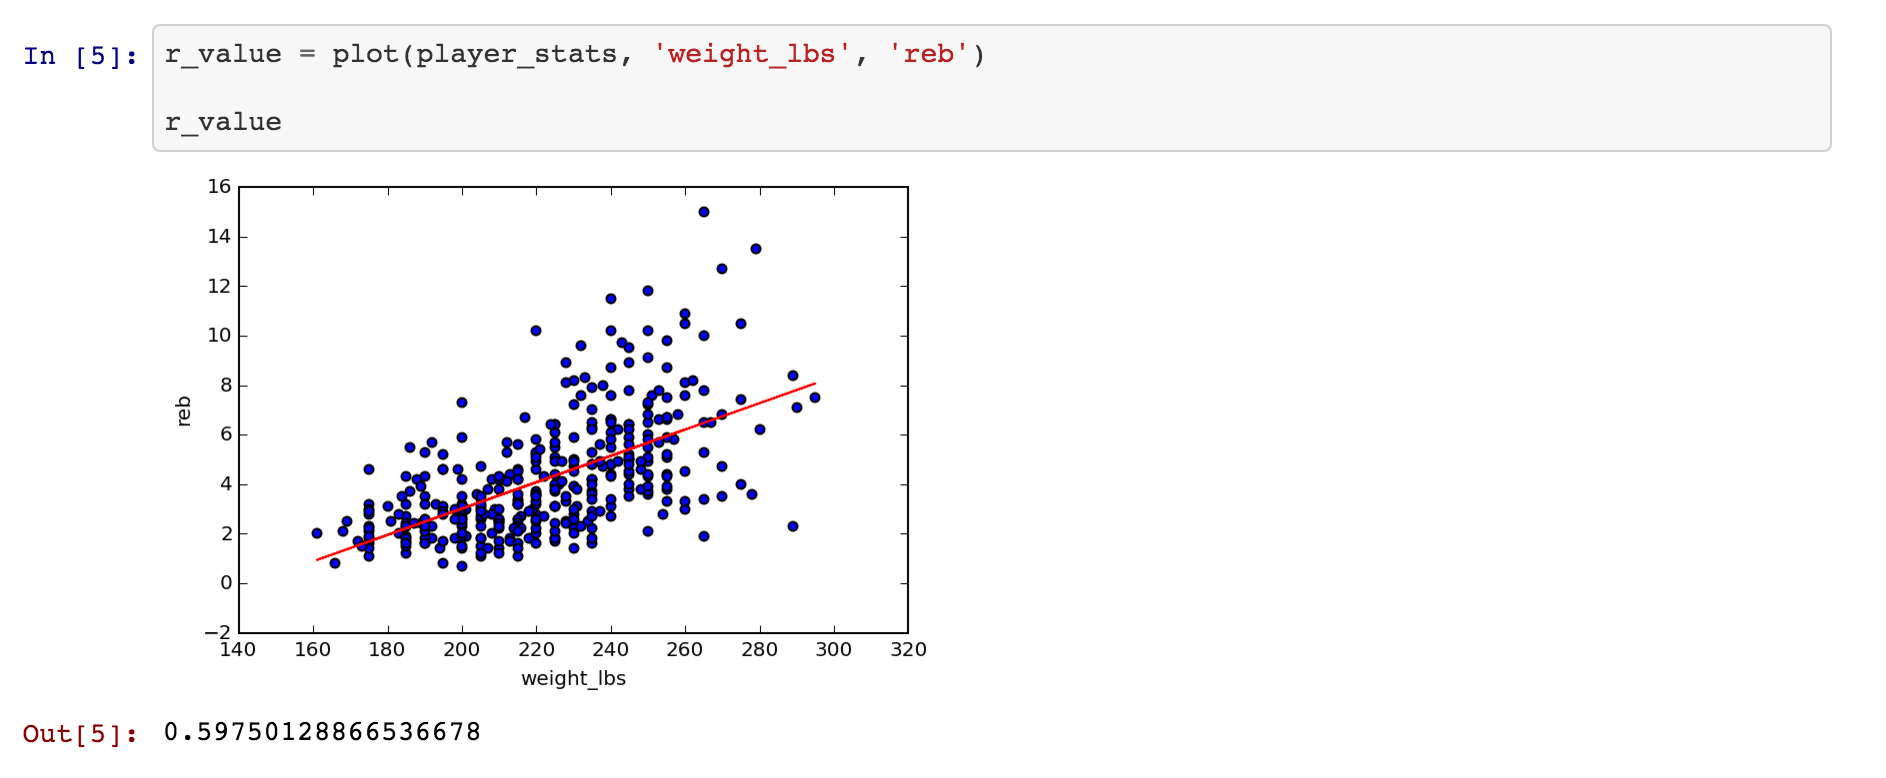 In [5]: r_value = plot(player_stats, 'weight_lbs', 'reb')
r_value
16
14
12
10
8
6
4
2
0
−2
reb
140 160 180 200 220 240 260 280 300 320
weight_lbs
Out[5]: 0.59750128866536678